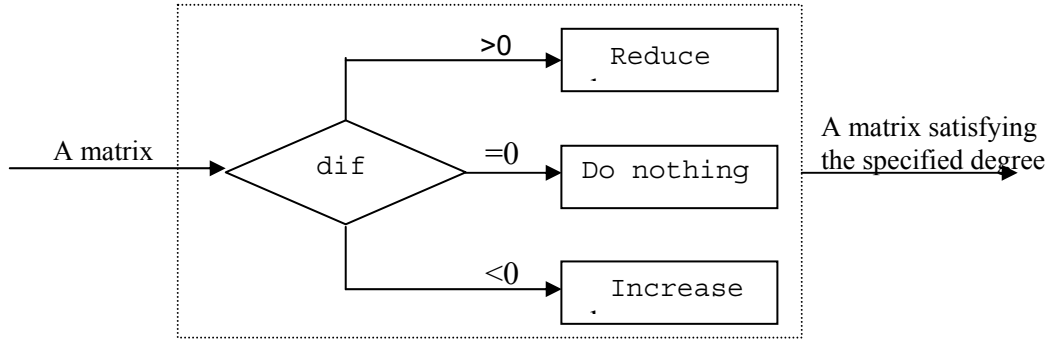 >0
Reduce
A matrix
dif
=0
Do nothing
A matrix satisfying
the specified degree
<0
Increase